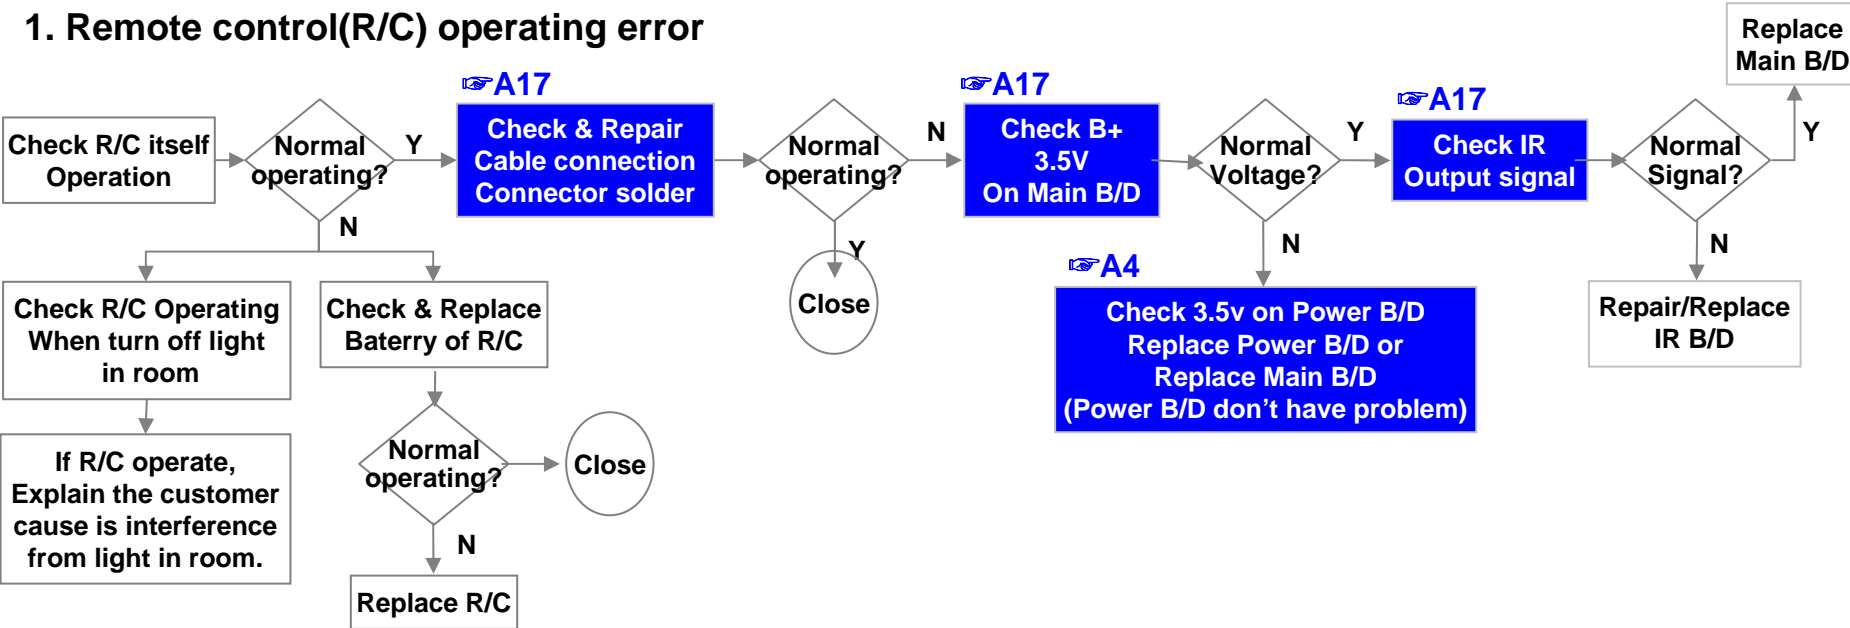 1. Remote control(R/C) operating error
Replace
Main B/D
☞A17
☞A17
☞A17
Check R/C itself
Operation
Normal
operating?
Y
Check & Repair
Cable connection
Connector solder
Normal
operating?
N
Check B+
3.5V
On Main B/D
Normal
Voltage?
Y
Check IR
Output signal
Normal
Signal?
Y
N
Y
Close
N
N
☞A4
Check R/C Operating
When turn off light
in room
Check & Replace
Baterry of R/C
Check 3.5v on Power B/D
Replace Power B/D or
Replace Main B/D
(Power B/D don't have problem)
Repair/Replace
IR B/D
If R/C operate,
Explain the customer
cause is interference
from light in room.
Normal
operating?
Close
N
Replace R/C